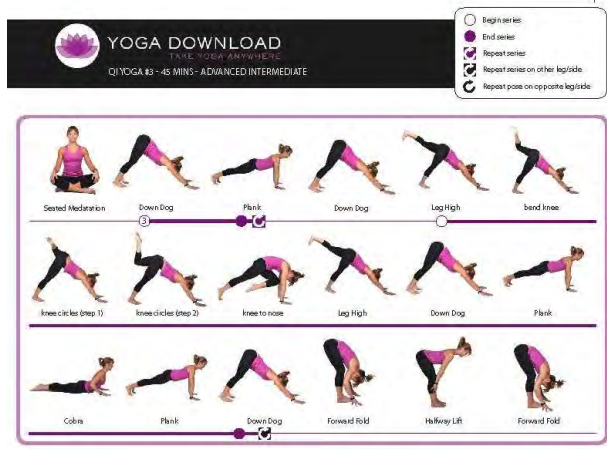 YOGA DOWNLOAD
TAKE YOGA ANYWHERE
QI YOGA #3 - 45 MINS - ADVANCED INTERMEDIATE
Begin series
End series
Repeat series
Repeat series on other leg/side
Repeat pose on opposite leg/side
Seated Medatation
Down Dog
Plank
Down Dog
Leg High
bend knee
3
knee circles (step 1)
knee circles (step 2)
knee to nose
Leg High
Down Dog
Plank
Cobra
Plank
Down Dog
Forward Fold
Halfway Lift
Forward Fold